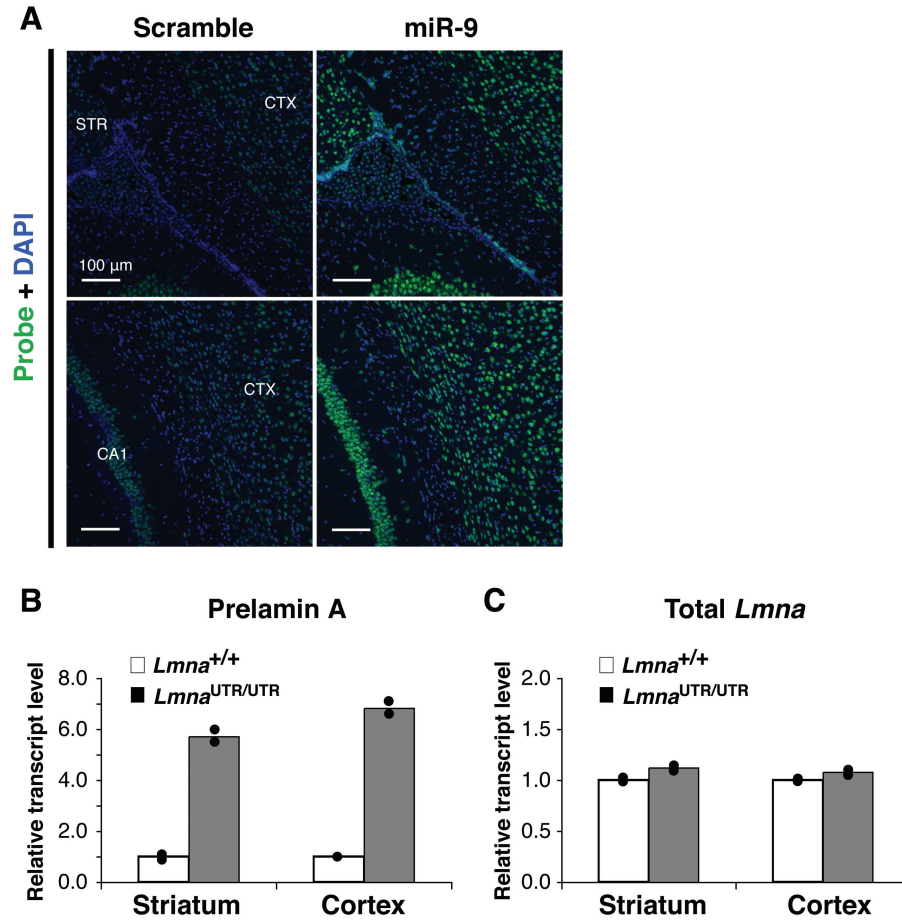 A
Scramble
miR-9
Probe + DAPI
STR
CTX
100 µm
CTX
CA1
B
Prelamin A
Lmna+/+
LmnaUTR/UTR
Relative transcript level
8.0
6.0
4.0
2.0
0.0
Striatum
Cortex
C
Total Lmna
Lmna+/+
LmnaUTR/UTR
Relative transcript level
2.0
1.5
1.0
0.5
0.0
Striatum
Cortex